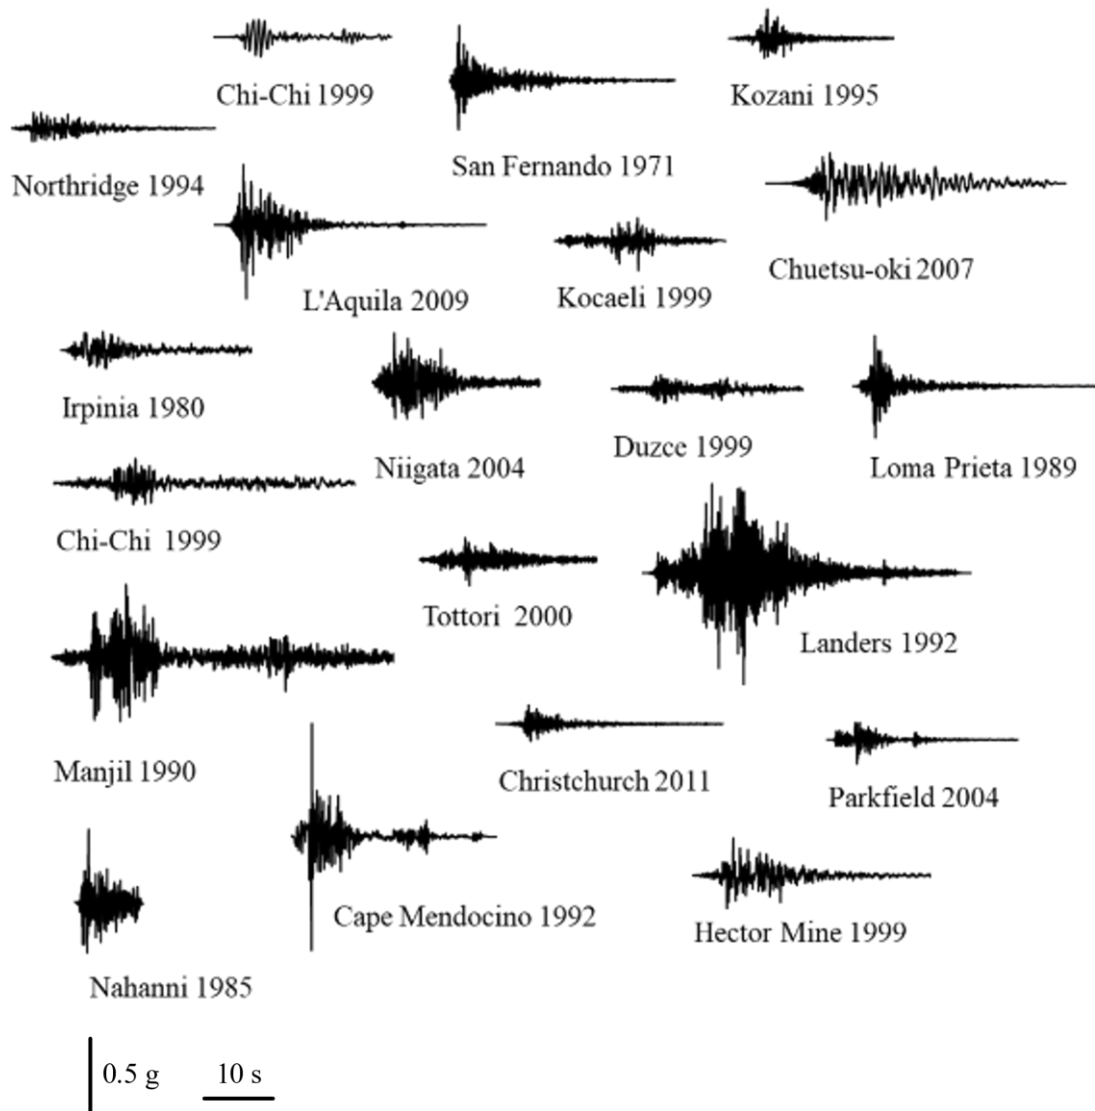 Chi-Chi 1999
Kozani 1995
San Fernando 1971
Northridge 1994
Chuetsu-oki 2007
L'Aquila 2009
Kocaeli 1999
Irpinia 1980
Duzce 1999
Niigata 2004
Loma Prieta 1989
Chi-Chi 1999
Tottori 2000
Landers 1992
Manjil 1990
Christchurch 2011
Parkfield 2004
Cape Mendocino 1992
Hector Mine 1999
Nahanni 1985
0.5 g
10 s